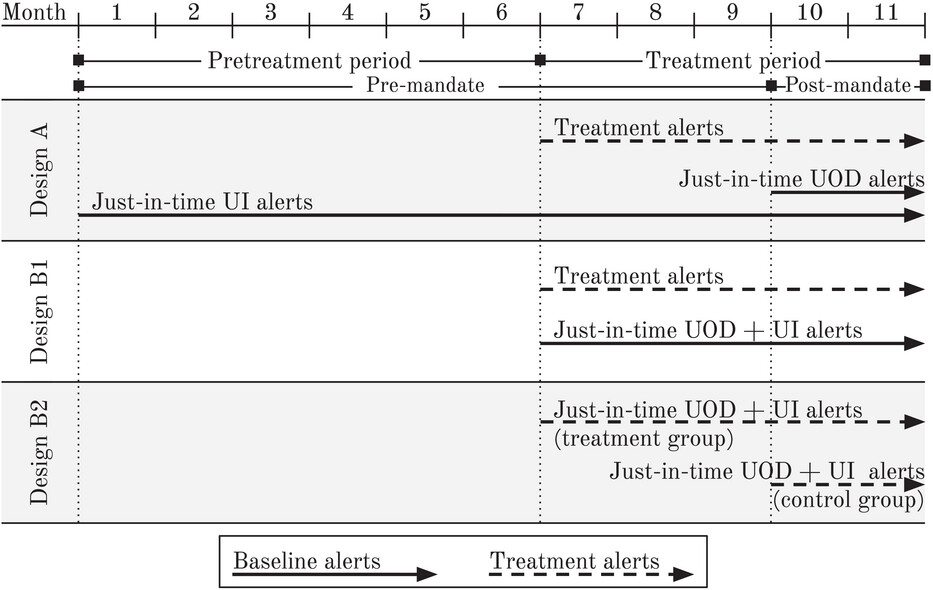 Month 1 2 3 4 5 6 7 8 9 10 11
Pretreatment period Treatment period
Pre-mandate Post-mandate
Design A
Treatment alerts
Just-in-time UOD alerts
Just-in-time UI alerts
Design B1
Treatment alerts
Just-in-time UOD + UI alerts
Design B2
Just-in-time UOD + UI alerts
(treatment group)
Just-in-time UOD + UI alerts
(control group)
Baseline alerts Treatment alerts